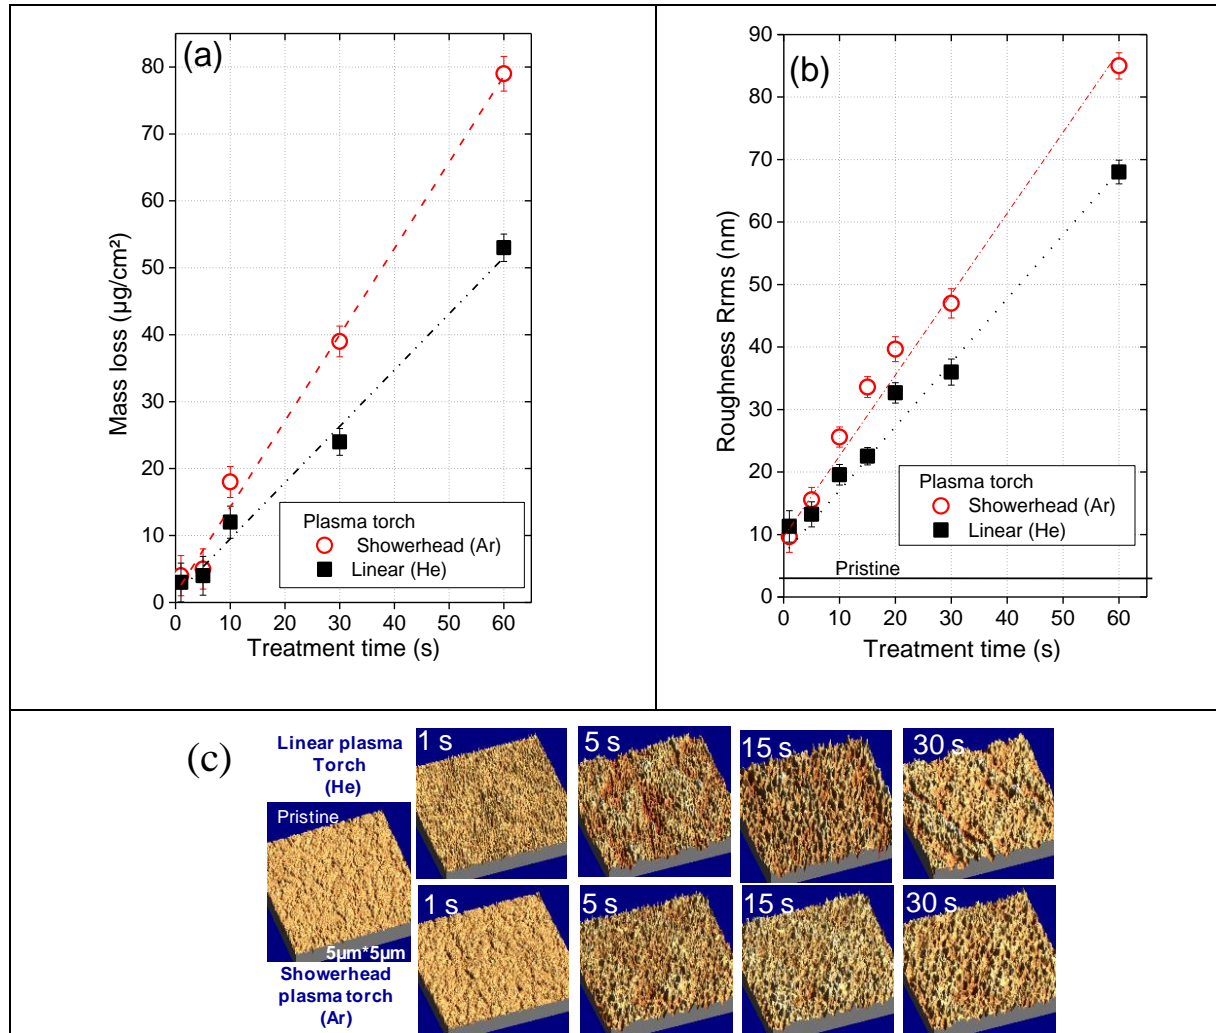 (a)
80
70
60
50
40
30
20
10
0
Mass loss (µg/cm²)
Plasma torch
Showerhead (Ar)
Linear (He)
0 10 20 30 40 50 60
Treatment time (s)
(b)
90
80
70
60
50
40
30
20
10
0
Roughness Rrms (nm)
Plasma torch
Showerhead (Ar)
Linear (He)
Pristine
0 10 20 30 40 50 60
Treatment time (s)
(c)
Linear plasma
Torch
(He)
1 s 5 s 15 s 30 s
Pristine
5µm*5µm
1 s 5 s 15 s 30 s
Showerhead
plasma torch
(Ar)